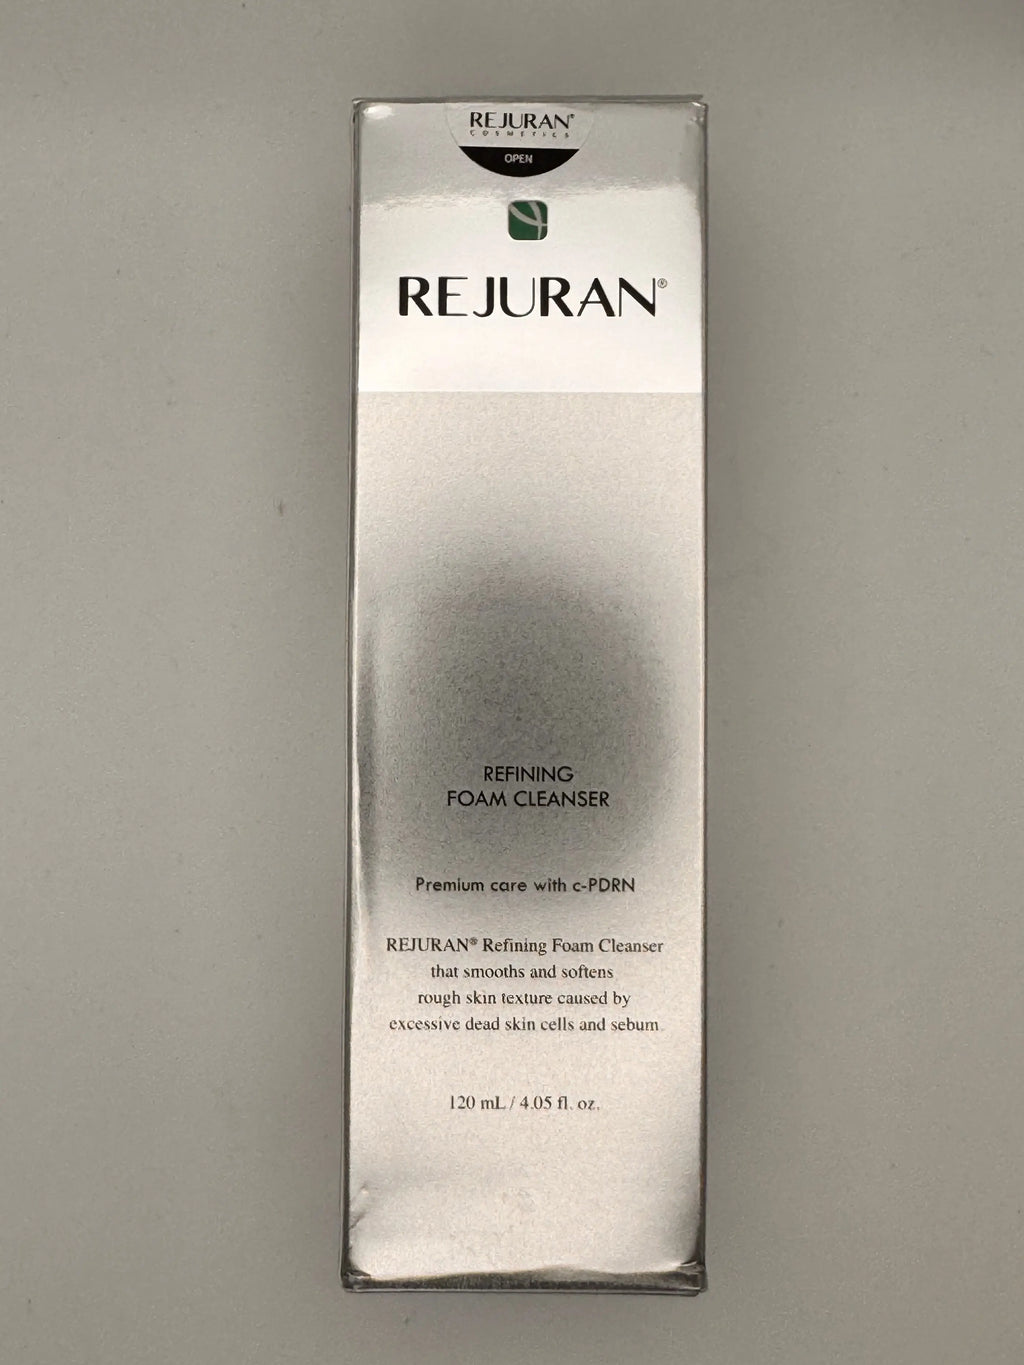 REJURAN®
COSMETICS
OPEN
REJURAN®
REFINING
FOAM CLEANSER
Premium care with c-PDRN
REJURAN® Refining Foam Cleanser
that smooths and softens
rough skin texture caused by
excessive dead skin cells and sebum
120 mL / 4.05 fl. oz.